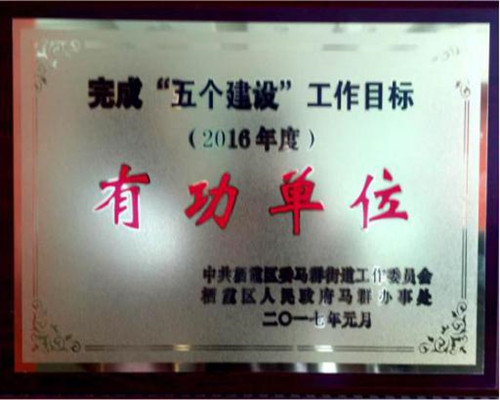 完成“五个建设”工作目标
（2016年度）
有功单位
中共栖霞区委马群街道工作委员会
栖霞区人民政府马群办事处
二〇一七年元月